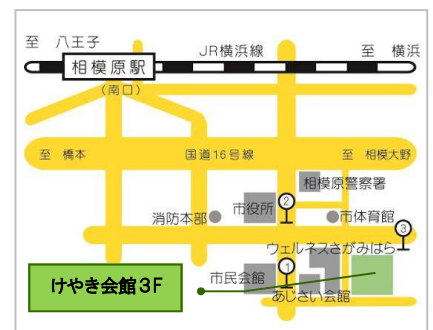 至 八王子
JR横浜線
至 横浜
相模原駅
（南口）
至 橋本
国道16号線
至 相模大野
相模原警察署
市役所
②
消防本部
市体育館
③
ウェルネスさがみはら
けやき会館3F
市民会館
①
あじさい会館